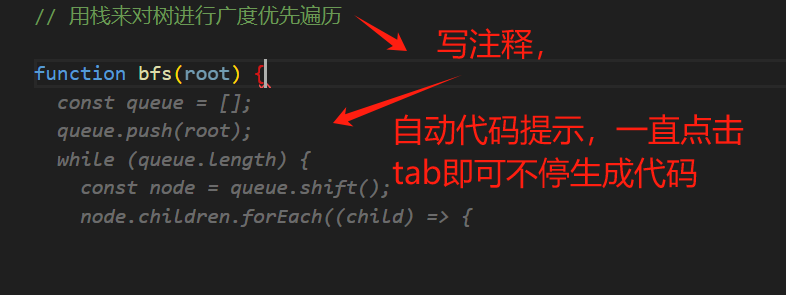 // 用栈来对树进行广度优先遍历
写注释，
function bfs(root) {
const queue = [];
queue.push(root);
自动代码提示，一直点击
while (queue.length) {
tab即可不停生成代码
const node = queue.shift();
node.children.forEach((child) => {